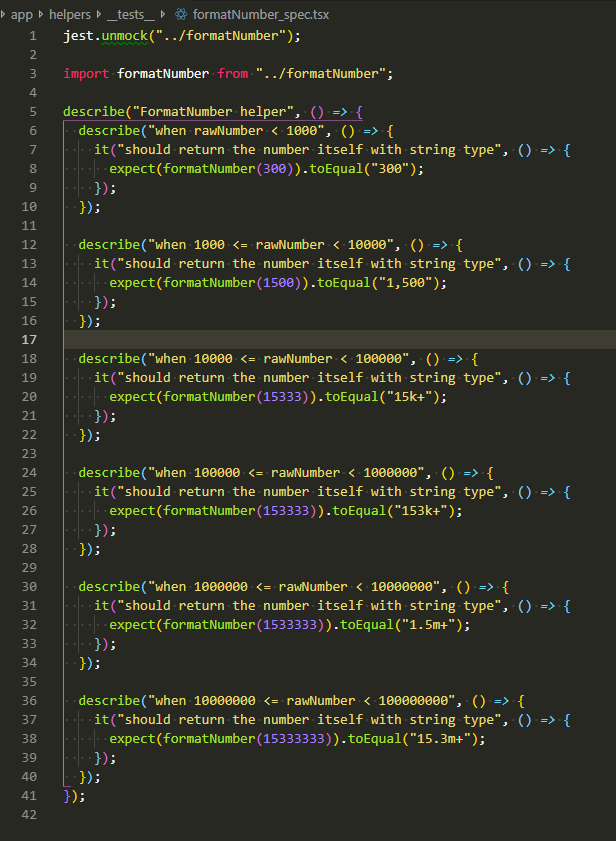 app > helpers > __tests__ > formatNumber_spec.tsx
1 jest.unmock("../formatNumber");
2
3 import formatNumber from "../formatNumber";
4
5 describe("FormatNumber helper", () => {
6   describe("when rawNumber < 1000", () => {
7     it("should return the number itself with string type", () => {
8       expect(formatNumber(300)).toEqual("300");
9     });
10   });
11
12   describe("when 1000 <= rawNumber < 10000", () => {
13     it("should return the number itself with string type", () => {
14       expect(formatNumber(1500)).toEqual("1,500");
15     });
16   });
17
18   describe("when 10000 <= rawNumber < 100000", () => {
19     it("should return the number itself with string type", () => {
20       expect(formatNumber(15333)).toEqual("15k+");
21     });
22   });
23
24   describe("when 100000 <= rawNumber < 1000000", () => {
25     it("should return the number itself with string type", () => {
26       expect(formatNumber(153333)).toEqual("153k+");
27     });
28   });
29
30   describe("when 1000000 <= rawNumber < 10000000", () => {
31     it("should return the number itself with string type", () => {
32       expect(formatNumber(1533333)).toEqual("1.5m+");
33     });
34   });
35
36   describe("when 10000000 <= rawNumber < 100000000", () => {
37     it("should return the number itself with string type", () => {
38       expect(formatNumber(15333333)).toEqual("15.3m+");
39     });
40   });
41 });
42